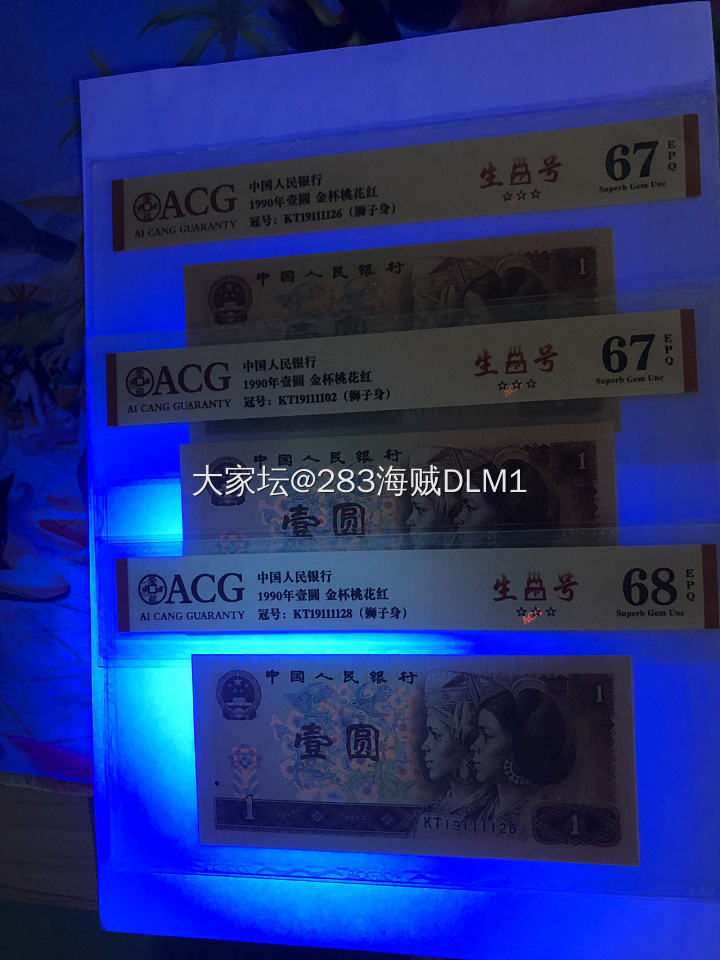 ACG
AI CANG GUARANTY
中国人民银行
1990年壹圆 金杯桃花红
冠号：KT19111126（狮子身）
生日号
☆☆☆
67
EPQ
Superb Gem Unc
中国人民银行
1
ACG
AI CANG GUARANTY
中国人民银行
1990年壹圆 金杯桃花红
冠号：KT19111102（狮子身）
生日号
☆☆☆
67
EPQ
Superb Gem Unc
中国人民银行
1
壹圆
大家坛@283海贼DLM1
ACG
AI CANG GUARANTY
中国人民银行
1990年壹圆 金杯桃花红
冠号：KT19111128（狮子身）
生日号
☆☆☆
ACG
68
EPQ
Superb Gem Unc
中国人民银行
1
壹圆
1
KT19111128
1